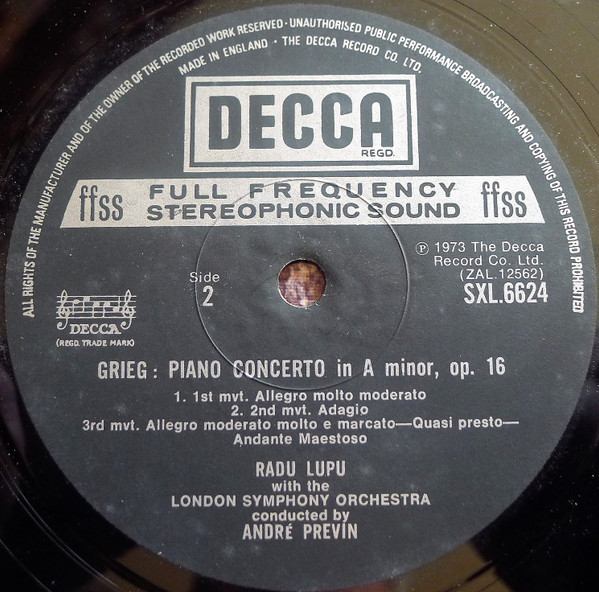 ALL RIGHTS OF THE MANUFACTURER AND OF THE OWNER OF THE RECORDED WORK RESERVED · UNAUTHORISED PUBLIC PERFORMANCE BROADCASTING AND COPYING OF THIS RECORD PROHIBITED
MADE IN ENGLAND · THE DECCA RECORD CO. LTD.
DECCA
REGD.
ffss FULL FREQUENCY STEREOPHONIC SOUND ffss
℗ 1973 The Decca
Record Co. Ltd.
(ZAL.12562)
SXL.6624
Side
2
DECCA
(REGD. TRADE MARK)
GRIEG: PIANO CONCERTO in A minor, op. 16
1. 1st mvt. Allegro molto moderato
2. 2nd mvt. Adagio
3rd mvt. Allegro moderato molto e marcato—Quasi presto—
Andante Maestoso
RADU LUPU
with the
LONDON SYMPHONY ORCHESTRA
conducted by
ANDRÉ PREVIN